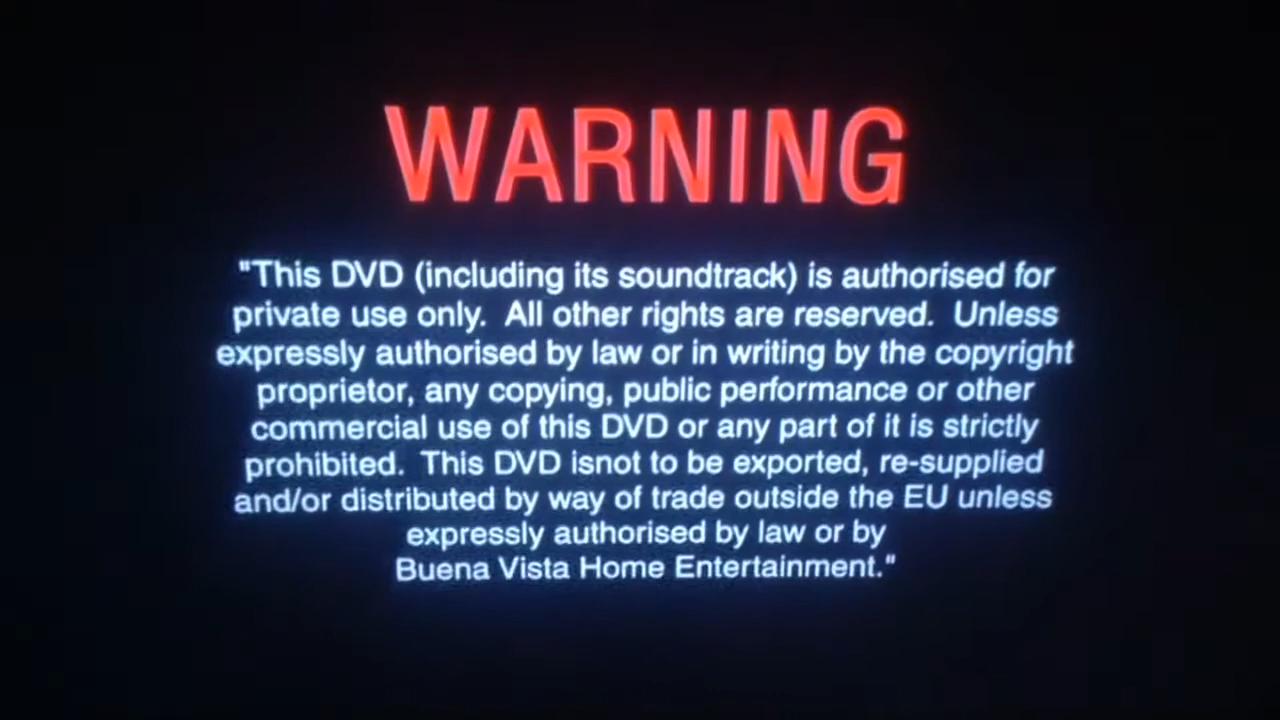 WARNING
"This DVD (including its soundtrack) is authorised for
private use only.  All other rights are reserved.  Unless
expressly authorised by law or in writing by the copyright
proprietor, any copying, public performance or other
commercial use of this DVD or any part of it is strictly
prohibited.  This DVD isnot to be exported, re-supplied
and/or distributed by way of trade outside the EU unless
expressly authorised by law or by
Buena Vista Home Entertainment."